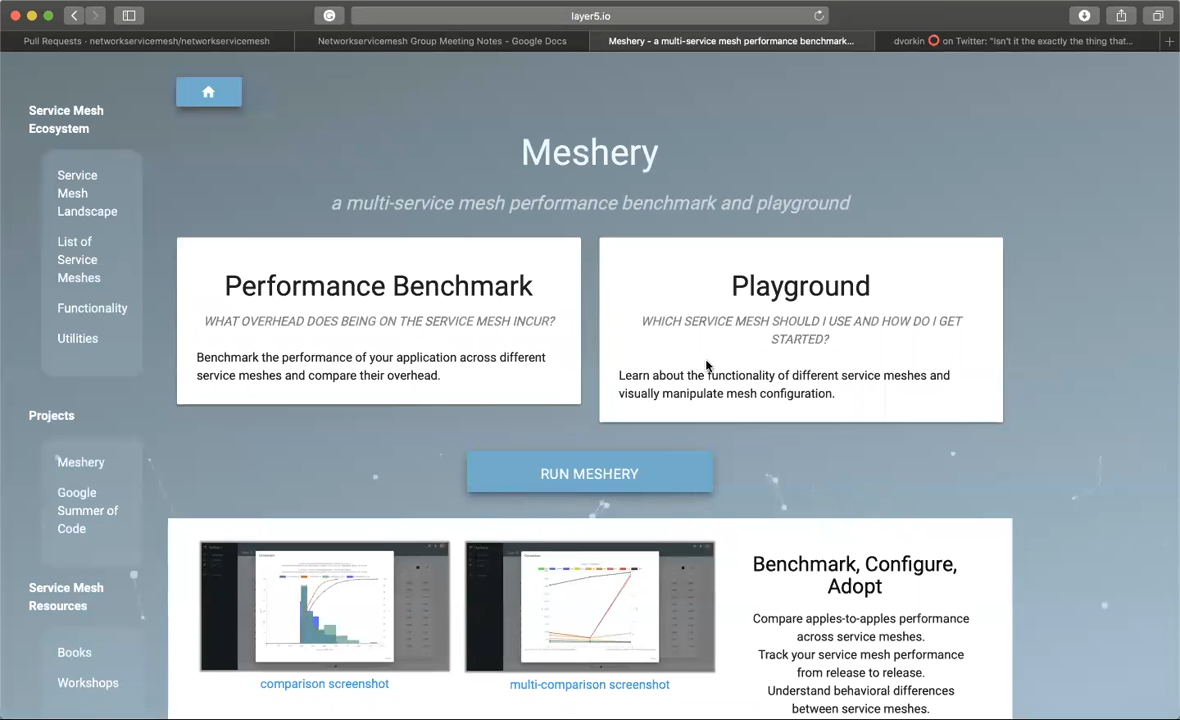 layer5.io
Pull Requests · networkservicemesh/networkservicemesh
Networkservicemesh Group Meeting Notes - Google Docs
Meshery - a multi-service mesh performance benchmark...
dvorkin ⭕ on Twitter: "Isn't it the exactly the thing that...
Service Mesh
Ecosystem
Service
Mesh
Landscape
List of
Service
Meshes
Functionality
Utilities
Projects
Meshery
Google
Summer of
Code
Service Mesh
Resources
Books
Workshops
Meshery
a multi-service mesh performance benchmark and playground
Performance Benchmark
WHAT OVERHEAD DOES BEING ON THE SERVICE MESH INCUR?
Benchmark the performance of your application across different
service meshes and compare their overhead.
Playground
WHICH SERVICE MESH SHOULD I USE AND HOW DO I GET
STARTED?
Learn about the functionality of different service meshes and
visually manipulate mesh configuration.
RUN MESHERY
comparison screenshot
multi-comparison screenshot
Benchmark, Configure,
Adopt
Compare apples-to-apples performance
across service meshes.
Track your service mesh performance
from release to release.
Understand behavioral differences
between service meshes.